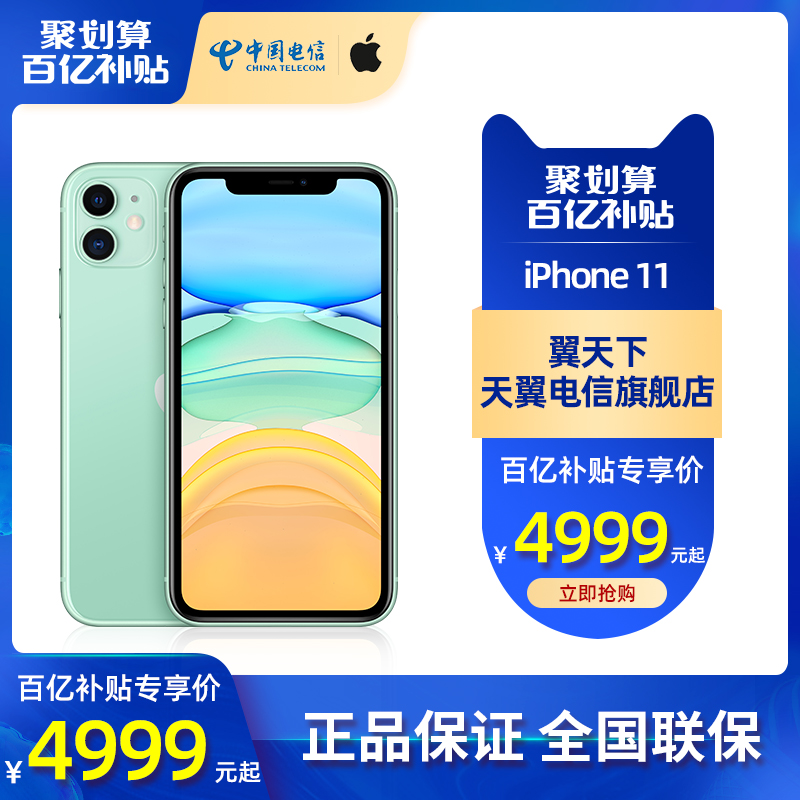 聚划算
百亿补贴
中国电信
CHINA TELECOM
聚划算
百亿补贴
iPhone 11
翼天下
天翼电信旗舰店
百亿补贴专享价
¥4999元起
立即抢购
百亿补贴专享价
¥4999元起
正品保证 全国联保